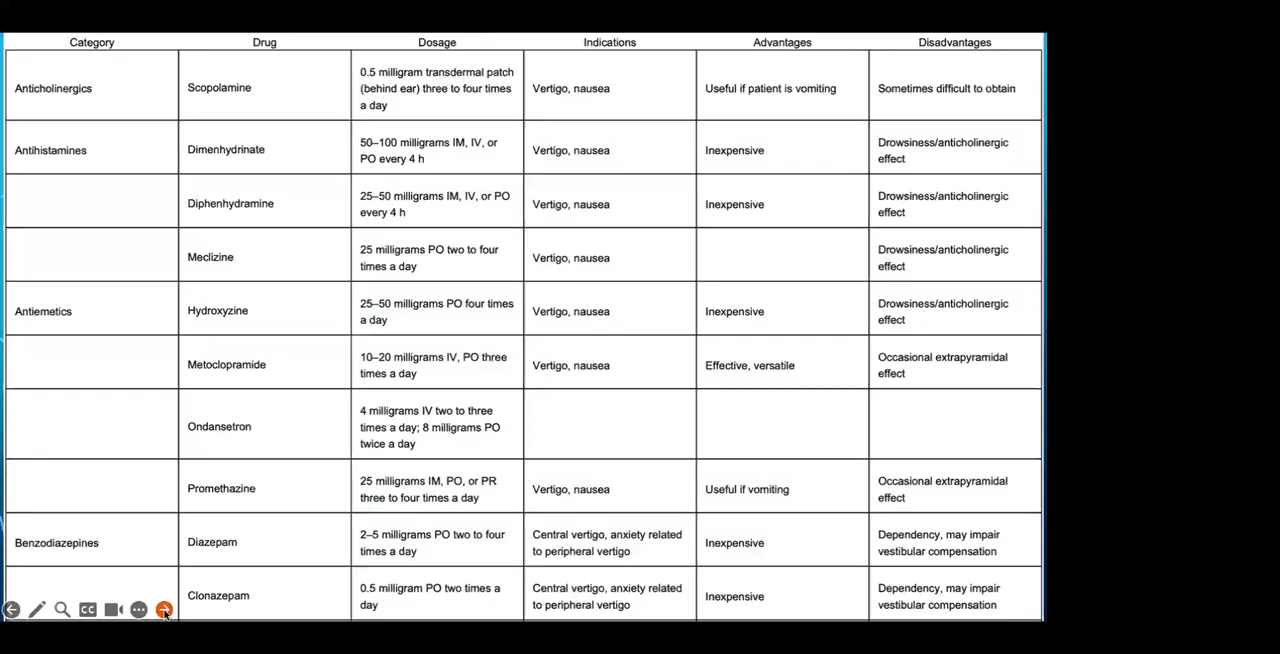 Category Drug Dosage Indications Advantages Disadvantages
Anticholinergics Scopolamine 0.5 milligram transdermal patch (behind ear) three to four times a day Vertigo, nausea Useful if patient is vomiting Sometimes difficult to obtain
Antihistamines Dimenhydrinate 50–100 milligrams IM, IV, or PO every 4 h Vertigo, nausea Inexpensive Drowsiness/anticholinergic effect
Diphenhydramine 25–50 milligrams IM, IV, or PO every 4 h Vertigo, nausea Inexpensive Drowsiness/anticholinergic effect
Meclizine 25 milligrams PO two to four times a day Vertigo, nausea Drowsiness/anticholinergic effect
Antiemetics Hydroxyzine 25–50 milligrams PO four times a day Vertigo, nausea Inexpensive Drowsiness/anticholinergic effect
Metoclopramide 10–20 milligrams IV, PO three times a day Vertigo, nausea Effective, versatile Occasional extrapyramidal effect
Ondansetron 4 milligrams IV two to three times a day; 8 milligrams PO twice a day
Promethazine 25 milligrams IM, PO, or PR three to four times a day Vertigo, nausea Useful if vomiting Occasional extrapyramidal effect
Benzodiazepines Diazepam 2–5 milligrams PO two to four times a day Central vertigo, anxiety related to peripheral vertigo Inexpensive Dependency, may impair vestibular compensation
Clonazepam 0.5 milligram PO two times a day Central vertigo, anxiety related to peripheral vertigo Inexpensive Dependency, may impair vestibular compensation
CC